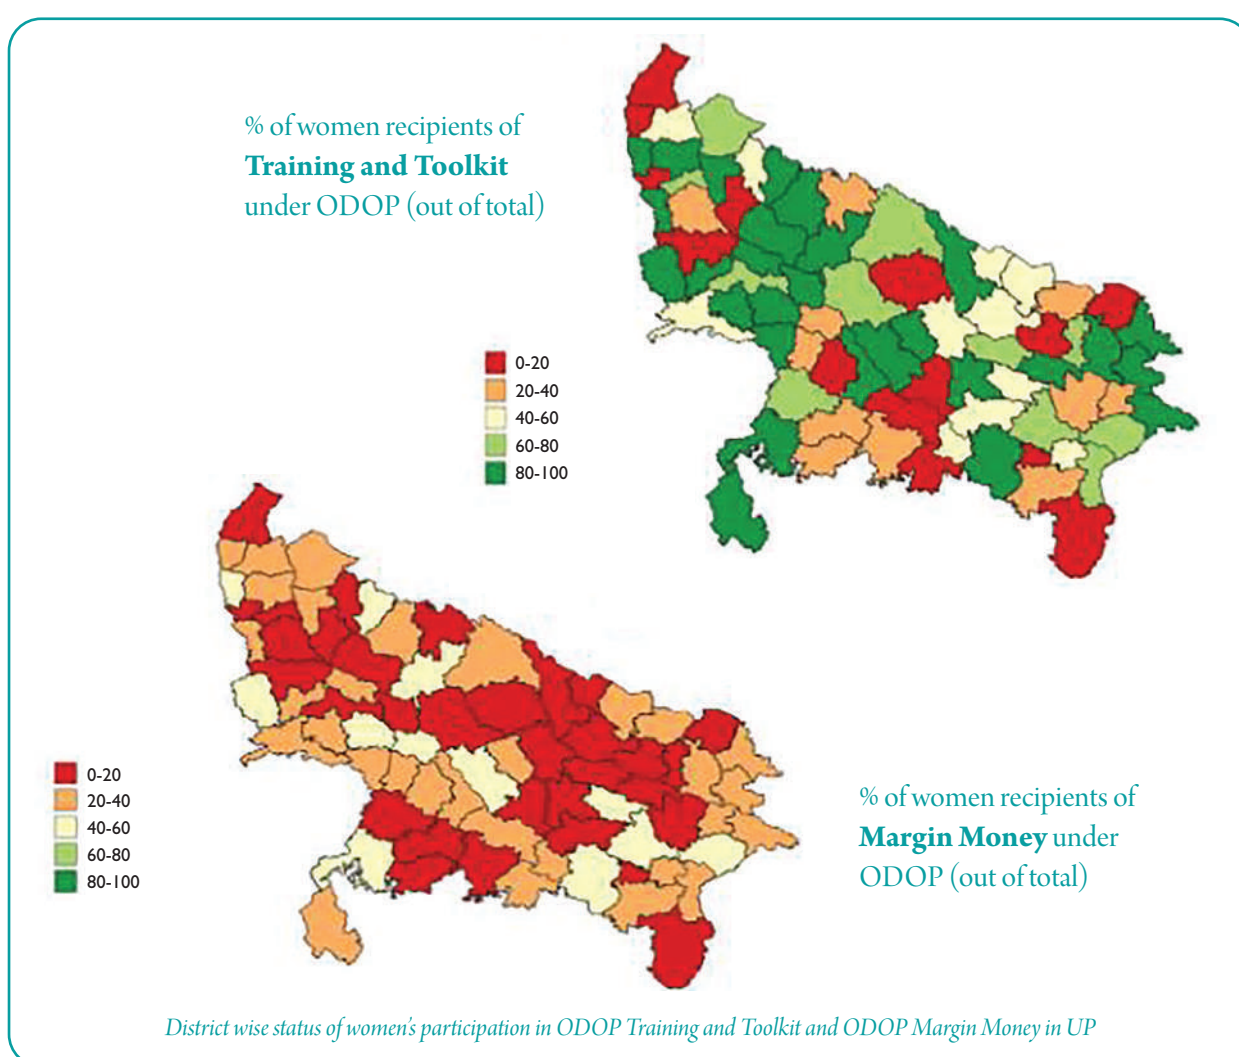 % of women recipients of
Training and Toolkit
under ODOP (out of total)
0-20
20-40
40-60
60-80
80-100
0-20
20-40
40-60
60-80
80-100
% of women recipients of
Margin Money under
ODOP (out of total)
District wise status of women's participation in ODOP Training and Toolkit and ODOP Margin Money in UP